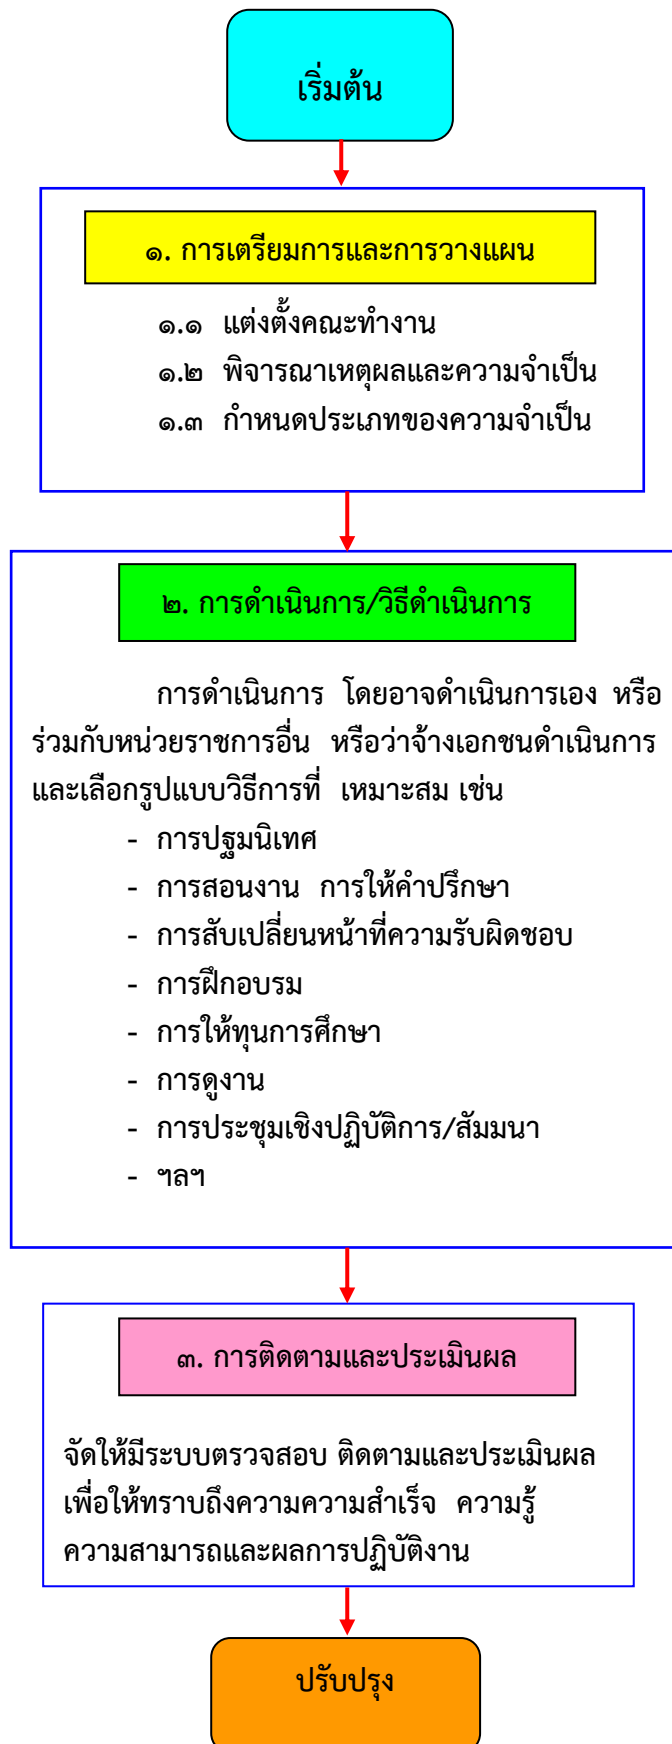 เริ่มต้น
๑. การเตรียมการและการวางแผน
๑.๑ แต่งตั้งคณะทำงาน
๑.๒ พิจารณาเหตุผลและความจำเป็น
๑.๓ กำหนดประเภทของความจำเป็น
๒. การดำเนินการ/วิธีดำเนินการ
การดำเนินการ โดยอาจดำเนินการเอง หรือ
ร่วมกับหน่วยราชการอื่น หรือว่าจ้างเอกชนดำเนินการ
และเลือกรูปแบบวิธีการที่ เหมาะสม เช่น
- การปฐมนิเทศ
- การสอนงาน การให้คำปรึกษา
- การสับเปลี่ยนหน้าที่ความรับผิดชอบ
- การฝึกอบรม
- การให้ทุนการศึกษา
- การดูงาน
- การประชุมเชิงปฏิบัติการ/สัมมนา
- ฯลฯ
๓. การติดตามและประเมินผล
จัดให้มีระบบตรวจสอบ ติดตามและประเมินผล
เพื่อให้ทราบถึงความความสำเร็จ ความรู้
ความสามารถและผลการปฏิบัติงาน
ปรับปรุง